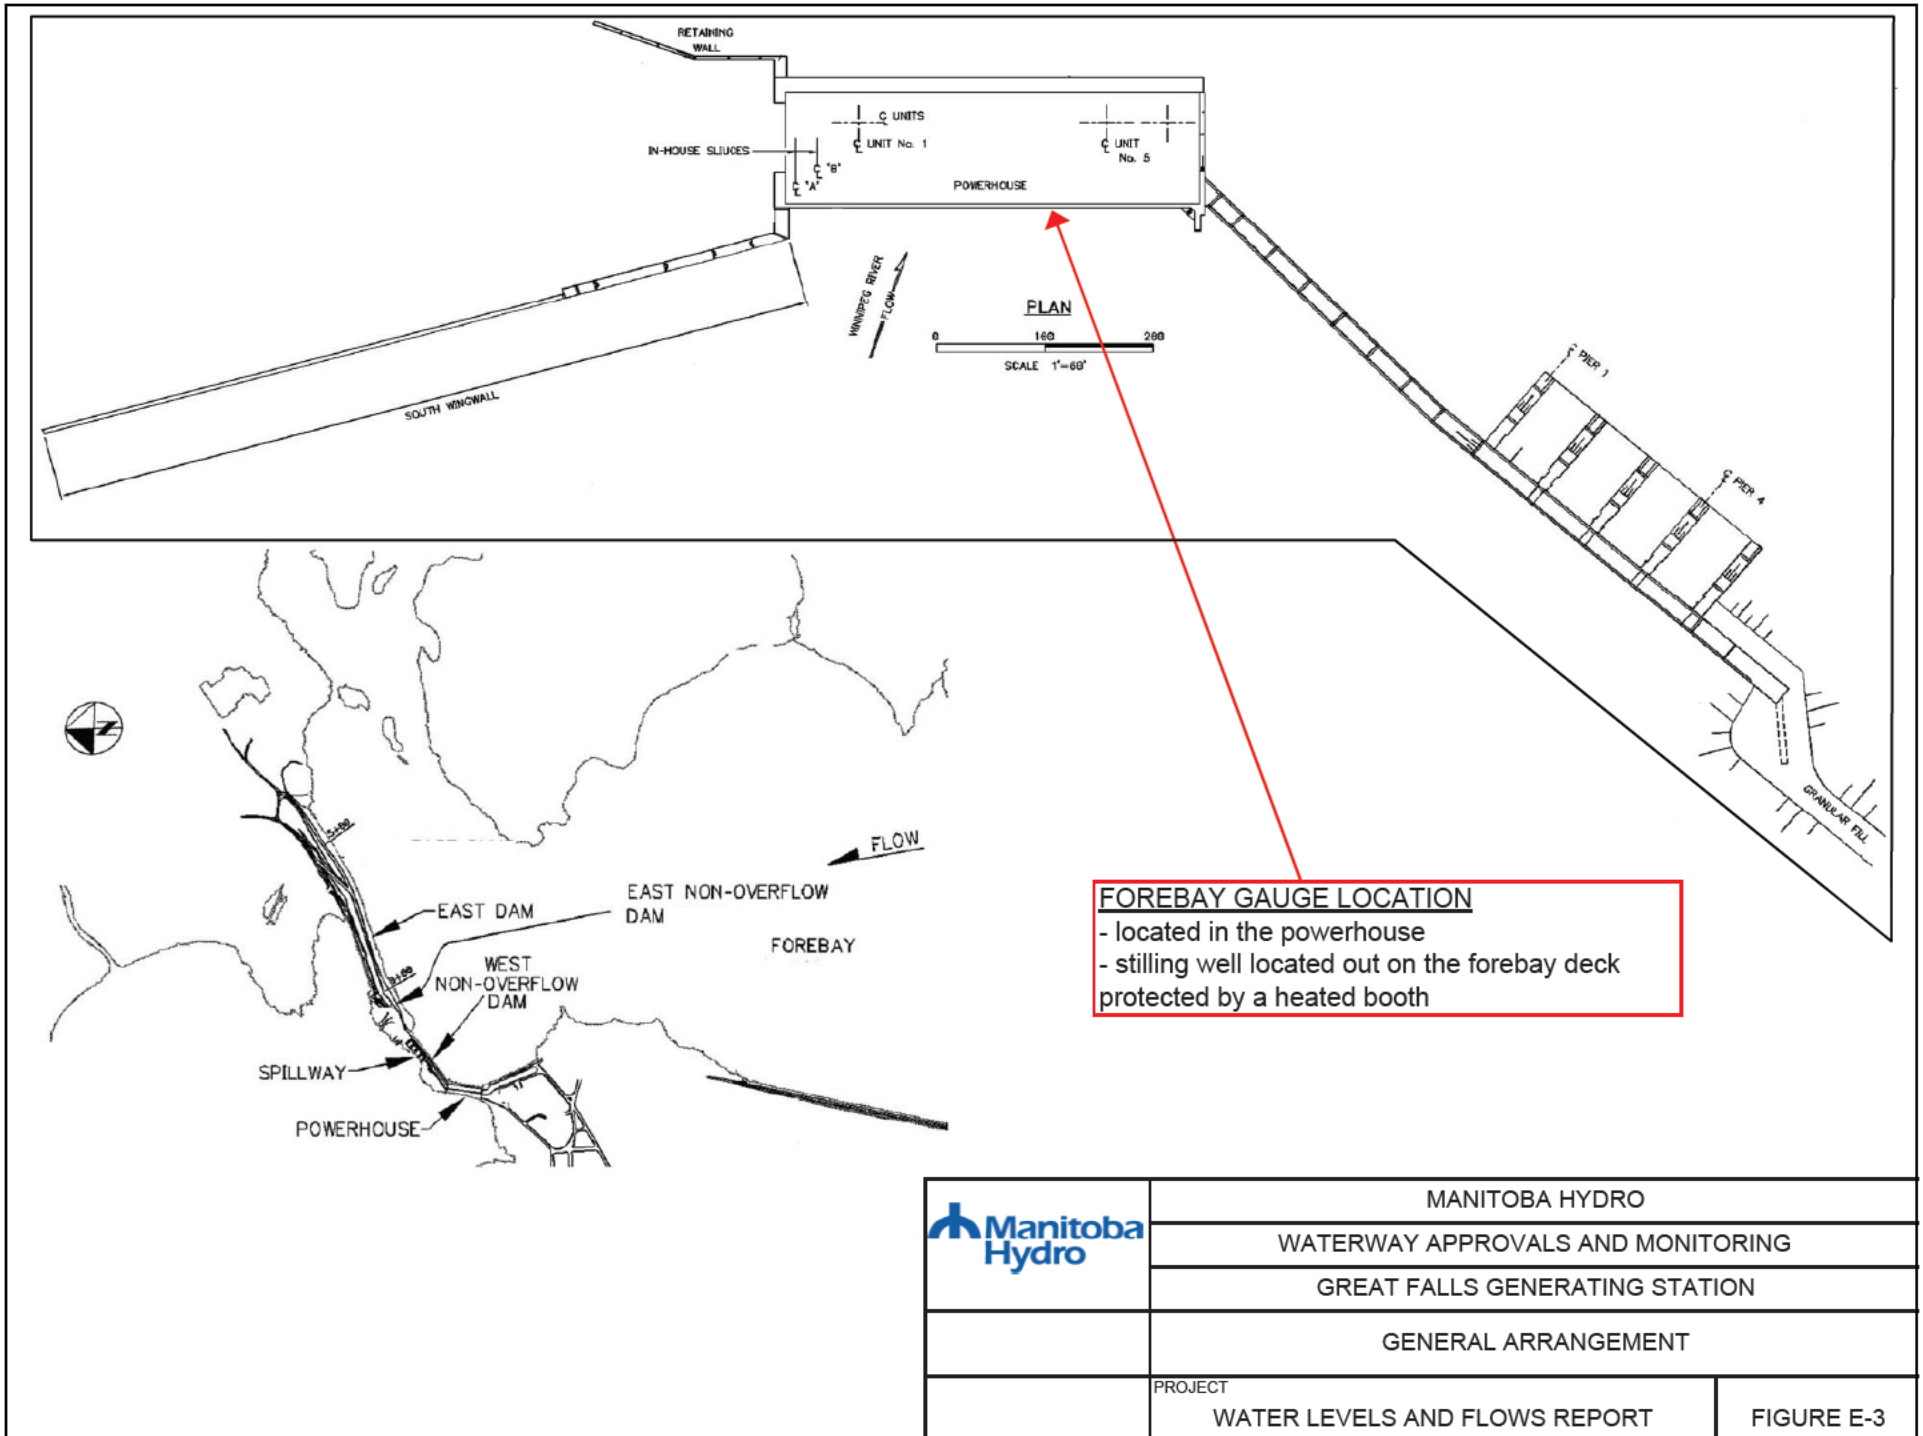 RETAINING
WALL
℄ UNITS
℄ UNIT No. 1
℄ UNIT
No. 5
IN-HOUSE SLUICES
℄ "B"
℄ "A"
POWERHOUSE
WINNIPEG RIVER
FLOW
PLAN
0 100 200
SCALE 1"=60'
SOUTH WINGWALL
℄ PIER 1
℄ PIER 4
GRANULAR FILL
N
FLOW
EAST NON-OVERFLOW
DAM
EAST DAM
FOREBAY
WEST
NON-OVERFLOW
DAM
SPILLWAY
POWERHOUSE
FOREBAY GAUGE LOCATION
- located in the powerhouse
- stilling well located out on the forebay deck
protected by a heated booth
Manitoba
Hydro
MANITOBA HYDRO
WATERWAY APPROVALS AND MONITORING
GREAT FALLS GENERATING STATION
GENERAL ARRANGEMENT
PROJECT
WATER LEVELS AND FLOWS REPORT
FIGURE E-3